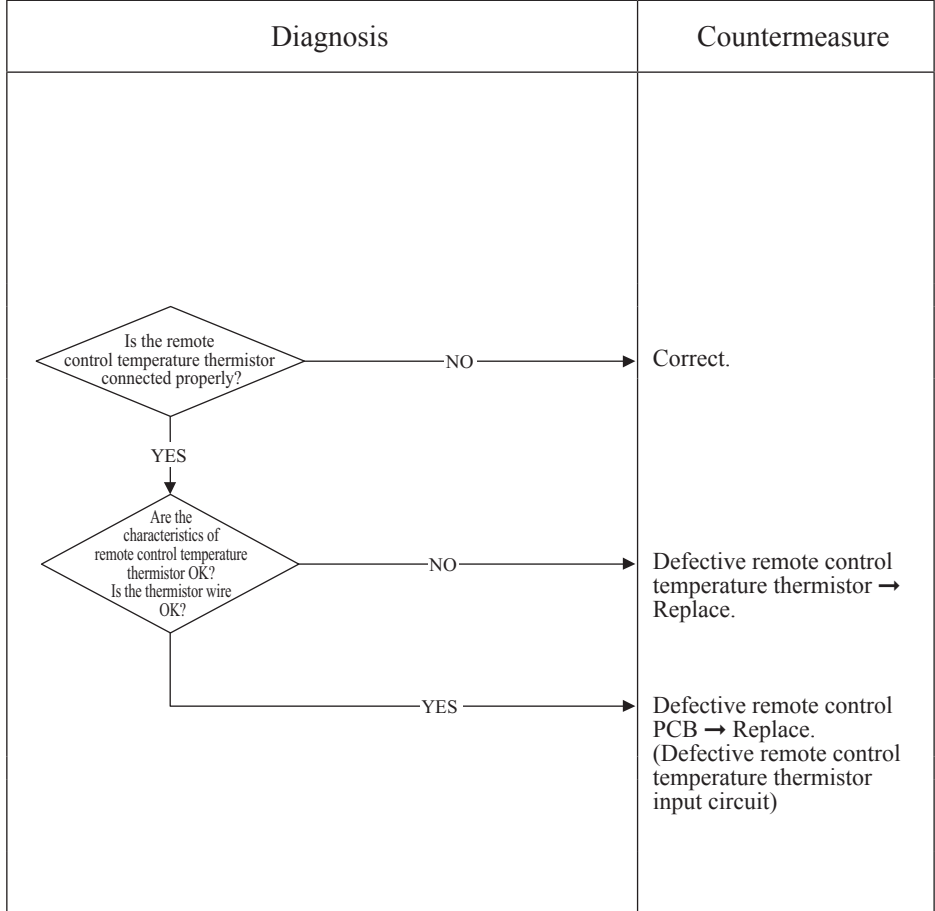 Diagnosis
Countermeasure
Is the remote
control temperature thermistor
connected properly?
NO
Correct.
YES
Are the
characteristics of
remote control temperature
thermistor OK?
Is the thermistor wire
OK?
NO
Defective remote control
temperature thermistor →
Replace.
YES
Defective remote control
PCB → Replace.
(Defective remote control
temperature thermistor
input circuit)